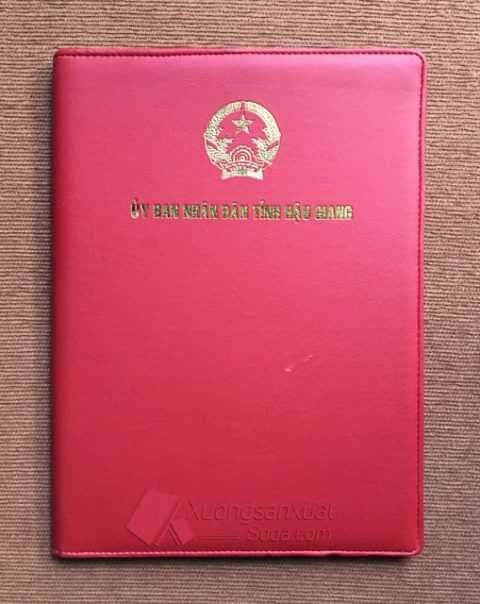 ỦY BAN NHÂN DÂN TỈNH HẬU GIANG
Xuongsanxuat
Soda.com